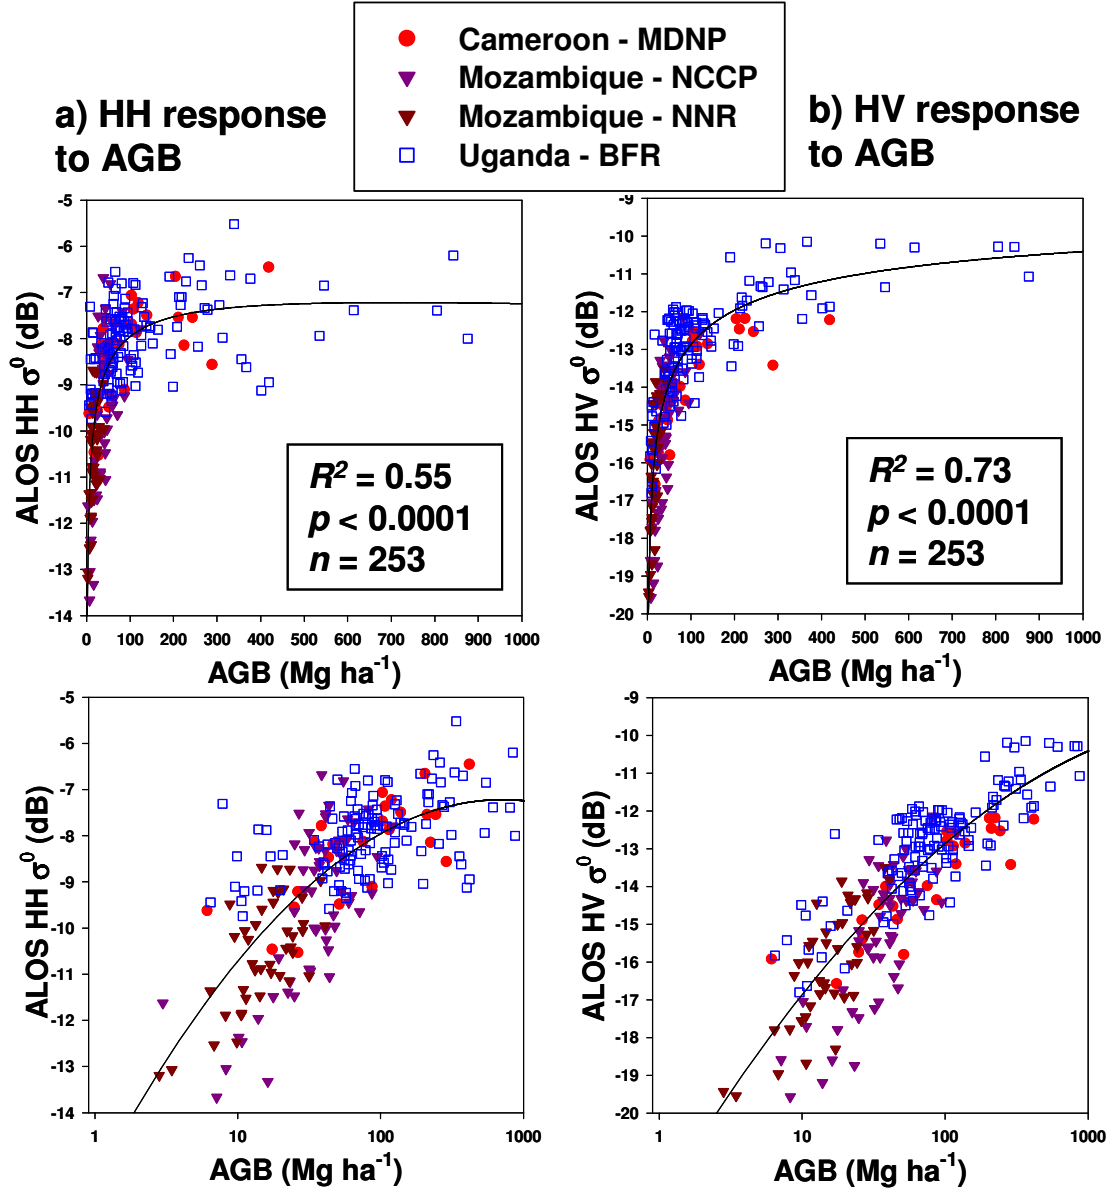 Cameroon - MDNP
Mozambique - NCCP
Mozambique - NNR
Uganda - BFR
a) HH response
to AGB
b) HV response
to AGB
-5
-6
-7
-8
-9
-10
-11
-12
-13
-14
ALOS HH σ⁰ (dB)
R² = 0.55
p < 0.0001
n = 253
0 100 200 300 400 500 600 700 800 900 1000
AGB (Mg ha⁻¹)
-9
-10
-11
-12
-13
-14
-15
-16
-17
-18
-19
-20
ALOS HV σ⁰ (dB)
R² = 0.73
p < 0.0001
n = 253
0 100 200 300 400 500 600 700 800 900 1000
AGB (Mg ha⁻¹)
-5
-6
-7
-8
-9
-10
-11
-12
-13
-14
ALOS HH σ⁰ (dB)
1 10 100 1000
AGB (Mg ha⁻¹)
-9
-10
-11
-12
-13
-14
-15
-16
-17
-18
-19
-20
ALOS HV σ⁰ (dB)
1 10 100 1000
AGB (Mg ha⁻¹)